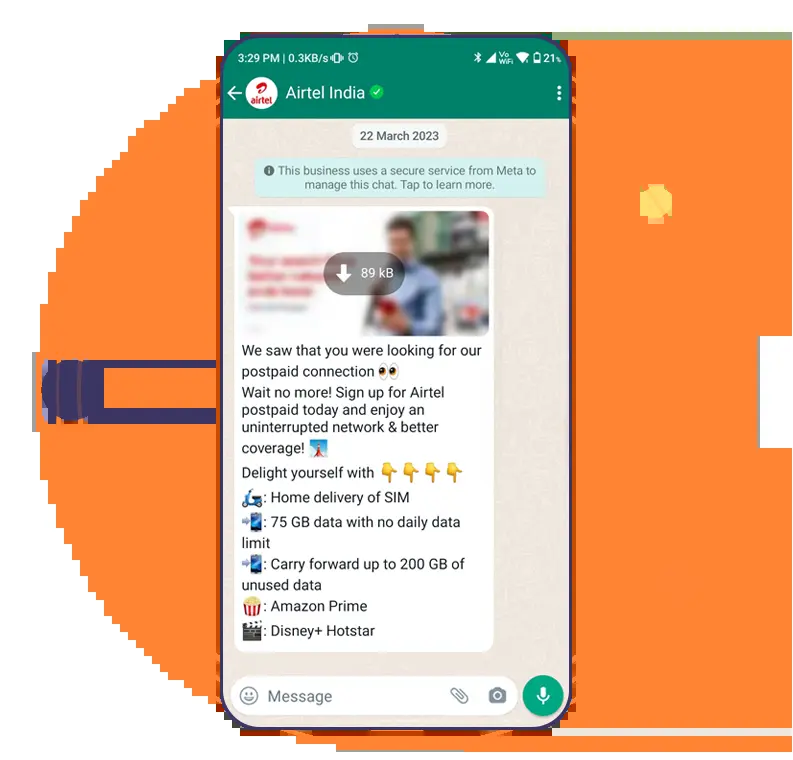 3:29 PM | 0.3KB/s
Vo
WiFi
21%
airtel
Airtel India
22 March 2023
This business uses a secure service from Meta to
manage this chat. Tap to learn more.
89 kB
We saw that you were looking for our
postpaid connection 👀
Wait no more! Sign up for Airtel
postpaid today and enjoy an
uninterrupted network & better
coverage! 🗼
Delight yourself with 👇👇👇👇
🛵: Home delivery of SIM
📲: 75 GB data with no daily data
limit
📲: Carry forward up to 200 GB of
unused data
🍿: Amazon Prime
🎬: Disney+ Hotstar
Message